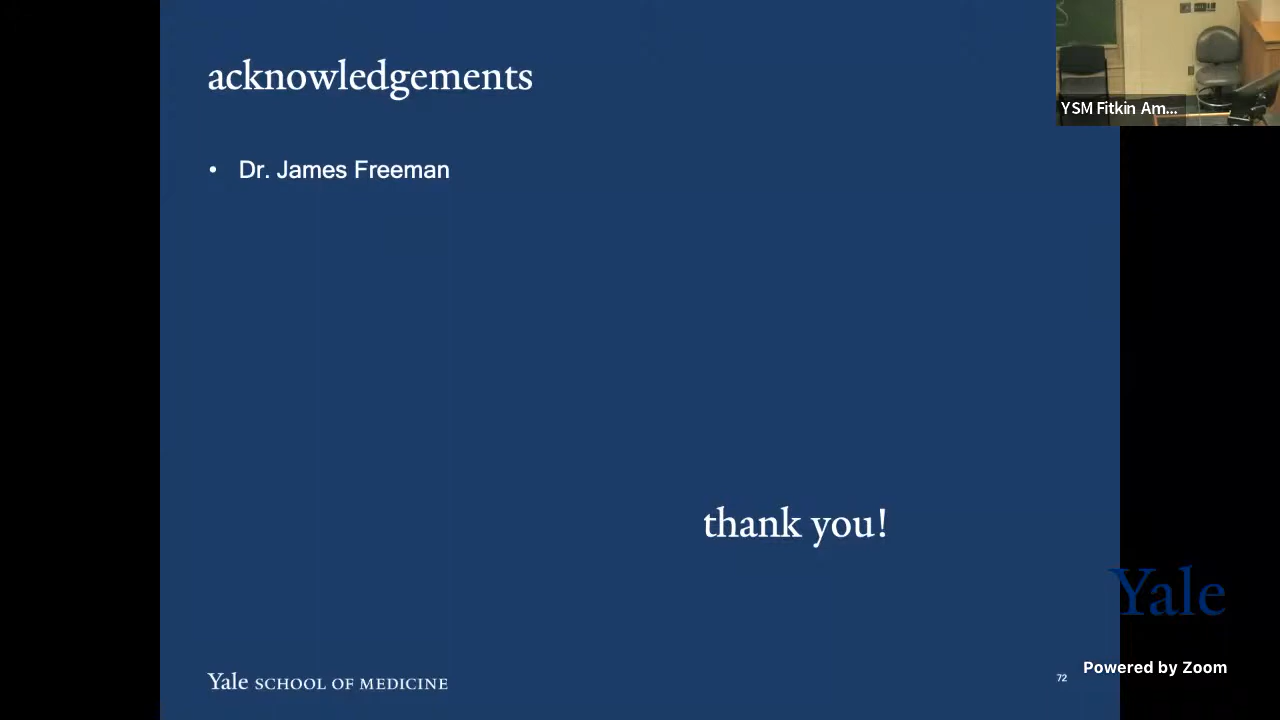 acknowledgements
YSM Fitkin Am...
• Dr. James Freeman
thank you!
Yale
Yale SCHOOL OF MEDICINE
72
Powered by Zoom